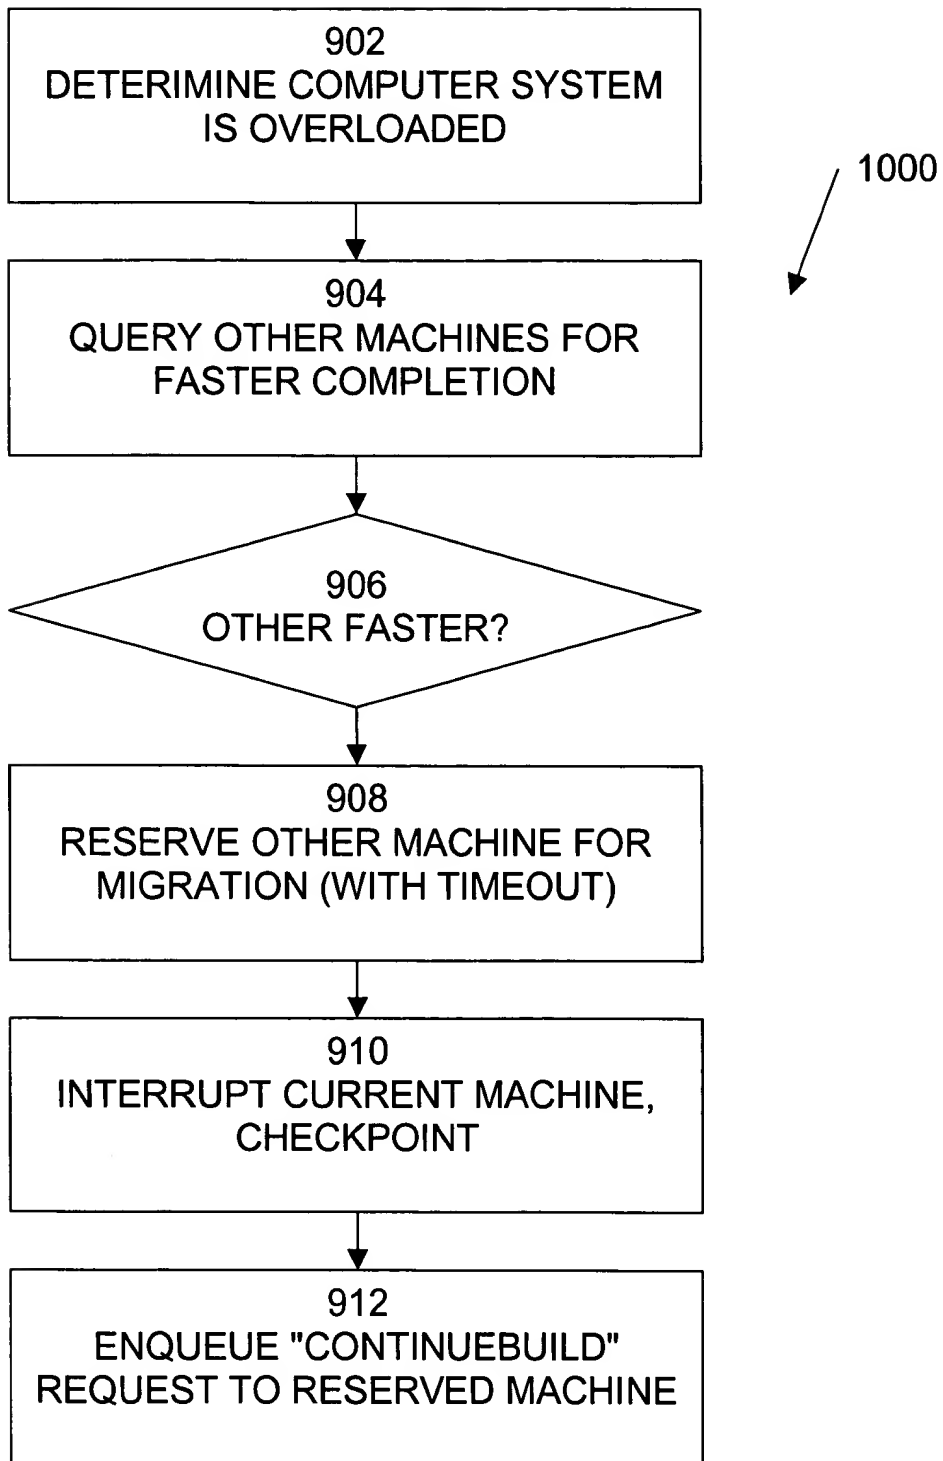 902
DETERIMINE COMPUTER SYSTEM
IS OVERLOADED
1000
904
QUERY OTHER MACHINES FOR
FASTER COMPLETION
906
OTHER FASTER?
908
RESERVE OTHER MACHINE FOR
MIGRATION (WITH TIMEOUT)
910
INTERRUPT CURRENT MACHINE,
CHECKPOINT
912
ENQUEUE "CONTINUEBUILD"
REQUEST TO RESERVED MACHINE